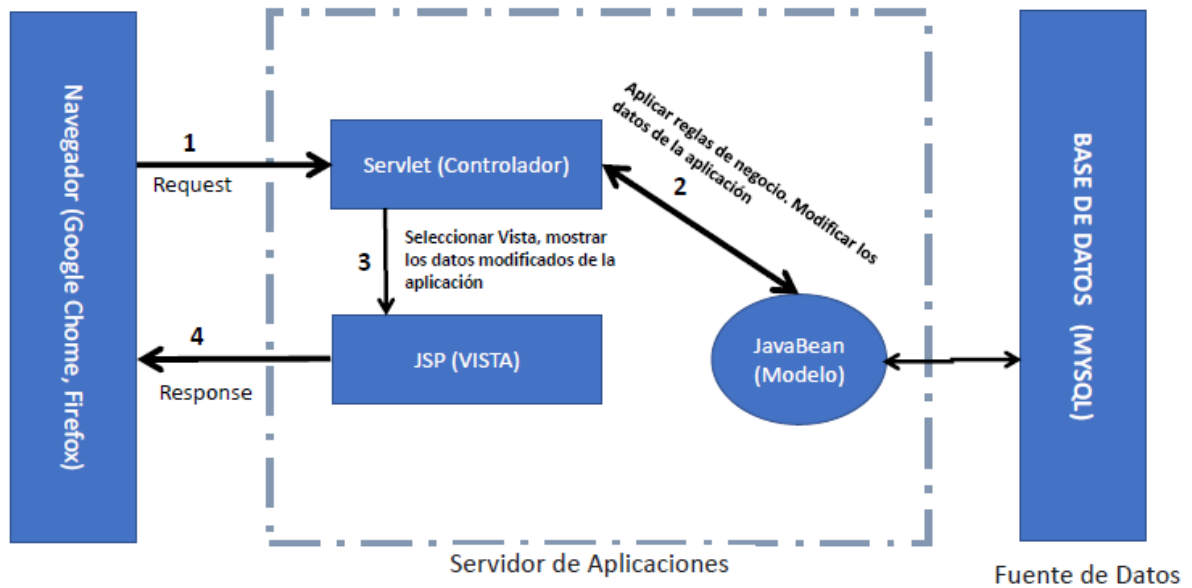 Navegador (Google Chome, Firefox)
1
Request
Servlet (Controlador)
Aplicar reglas de negocio. Modificar los
datos de la aplicación
2
3
Seleccionar Vista, mostrar
los datos modificados de la
aplicación
4
Response
JSP (VISTA)
JavaBean
(Modelo)
BASE DE DATOS (MYSQL)
Servidor de Aplicaciones
Fuente de Datos